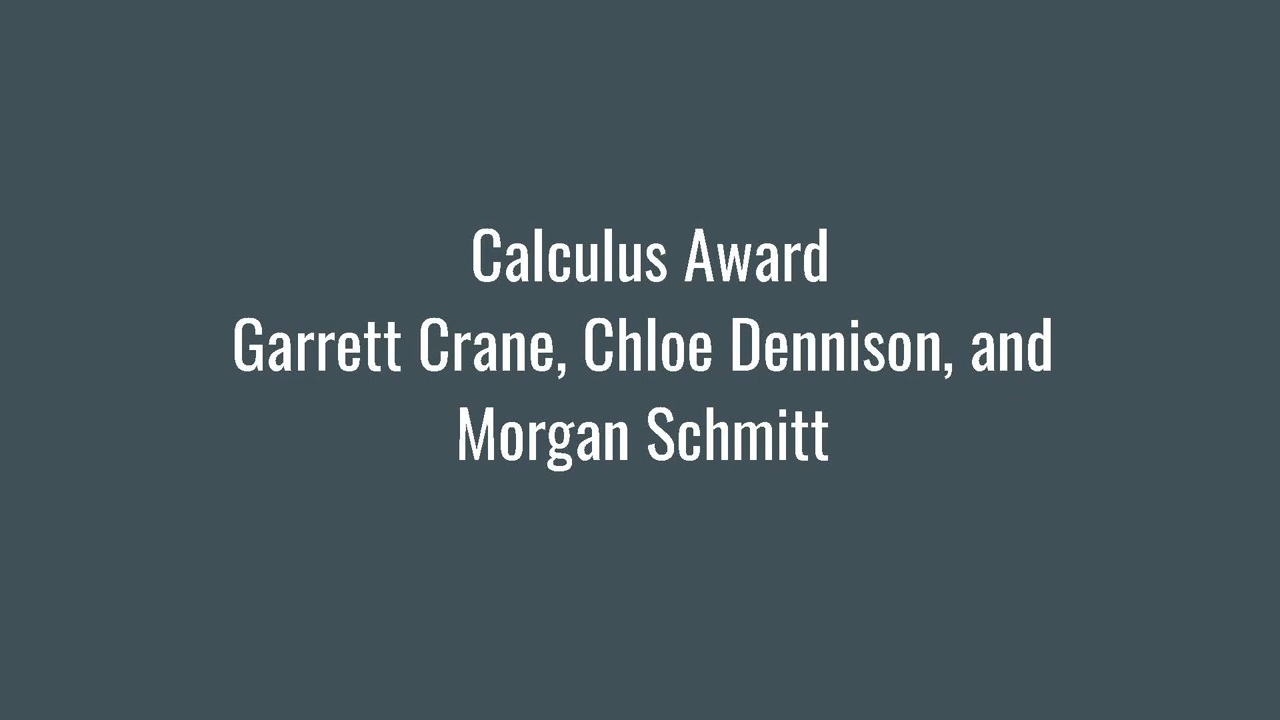 Calculus Award
Garrett Crane, Chloe Dennison, and
Morgan Schmitt